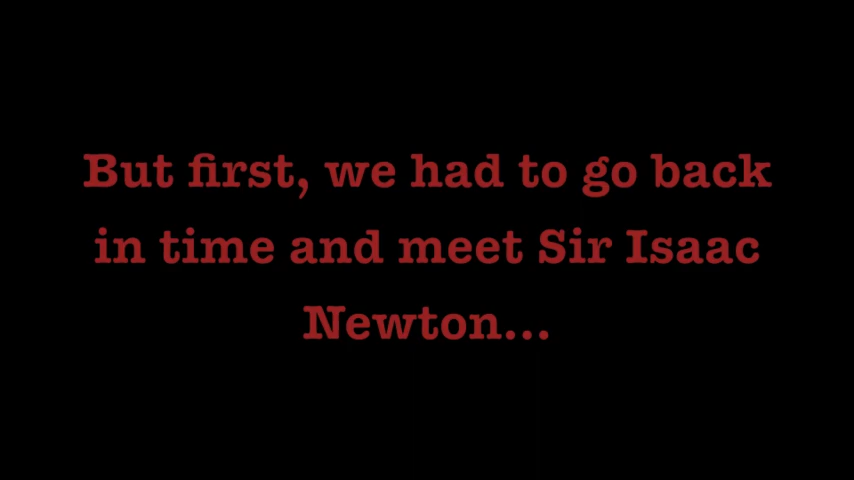 But first, we had to go back
in time and meet Sir Isaac
Newton...